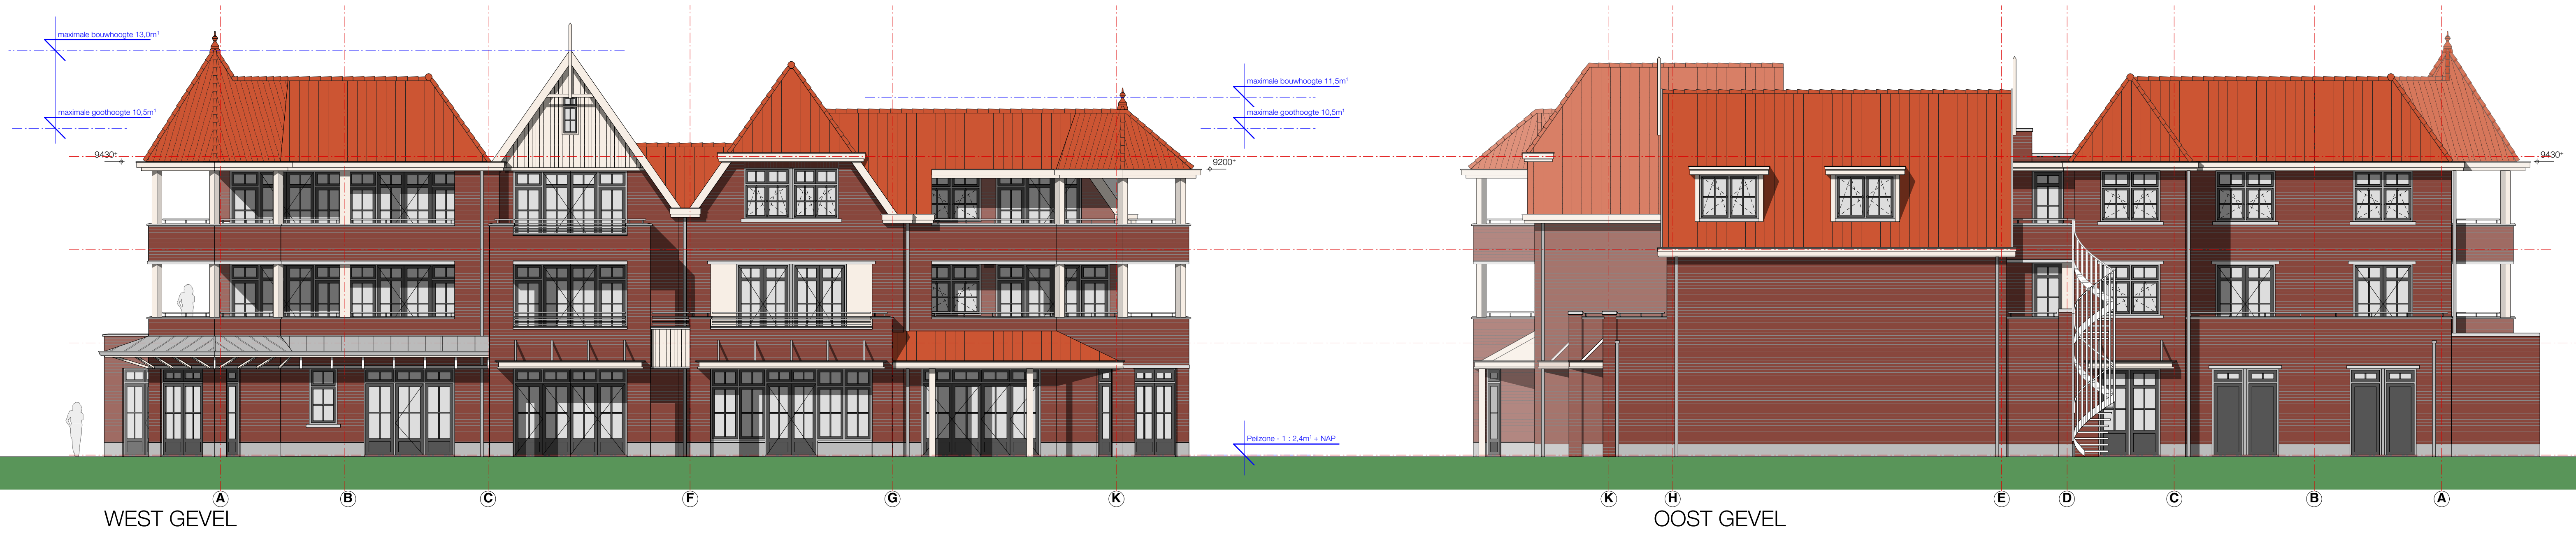 maximale bouwhoogte 13,0m¹
maximale goothoogte 10,5m¹
9430⁺
maximale bouwhoogte 11,5m¹
maximale goothoogte 10,5m¹
9200⁺
9430⁺
Peilzone - 1 : 2,4m¹ + NAP
A B C F G K
K H E D C B A
WEST GEVEL
OOST GEVEL